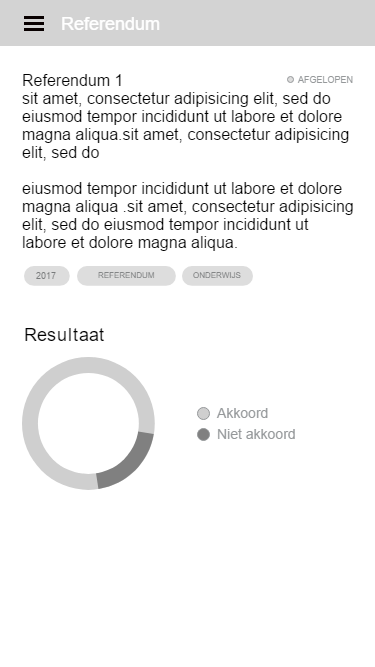 Referendum
Referendum 1
AFGELOPEN
sit amet, consectetur adipisicing elit, sed do
eiusmod tempor incididunt ut labore et dolore
magna aliqua.sit amet, consectetur adipisicing
elit, sed do
eiusmod tempor incididunt ut labore et dolore
magna aliqua .sit amet, consectetur adipisicing
elit, sed do eiusmod tempor incididunt ut
labore et dolore magna aliqua.
2017
REFERENDUM
ONDERWIJS
Resultaat
Akkoord
Niet akkoord